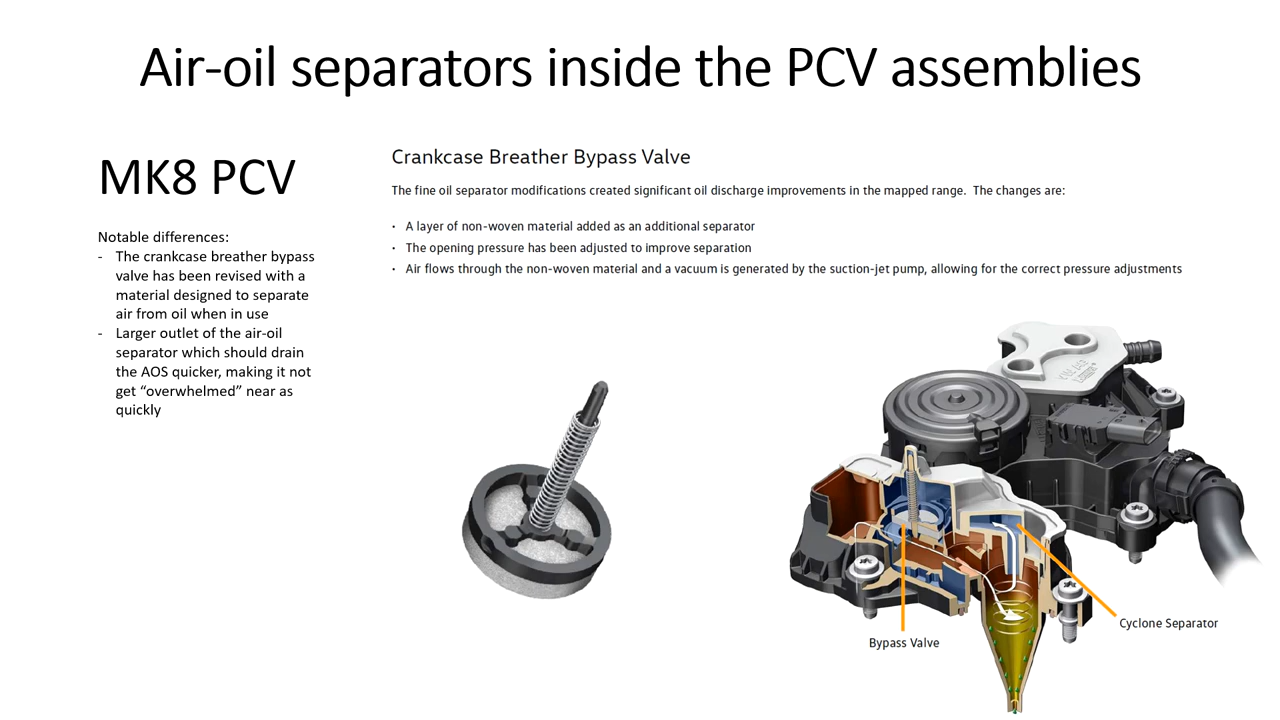 Air-oil separators inside the PCV assemblies
MK8 PCV
Notable differences:
- The crankcase breather bypass
valve has been revised with a
material designed to separate
air from oil when in use
- Larger outlet of the air-oil
separator which should drain
the AOS quicker, making it not
get “overwhelmed” near as
quickly
Crankcase Breather Bypass Valve
The fine oil separator modifications created significant oil discharge improvements in the mapped range.  The changes are:
• A layer of non-woven material added as an additional separator
• The opening pressure has been adjusted to improve separation
• Air flows through the non-woven material and a vacuum is generated by the suction-jet pump, allowing for the correct pressure adjustments
Bypass Valve
Cyclone Separator